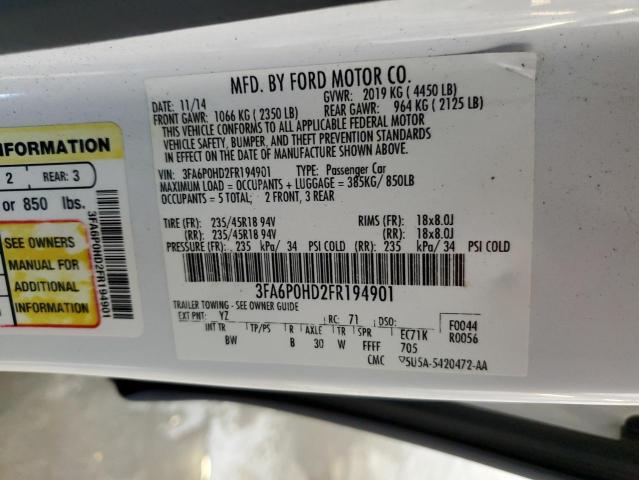 MFD. BY FORD MOTOR CO.
DATE: 11/14 GVWR: 2019 KG ( 4450 LB)
FRONT GAWR: 1066 KG ( 2350 LB) REAR GAWR: 964 KG ( 2125 LB)
THIS VEHICLE CONFORMS TO ALL APPLICABLE FEDERAL MOTOR
VEHICLE SAFETY, BUMPER, AND THEFT PREVENTION STANDARDS
IN EFFECT ON THE DATE OF MANUFACTURE SHOWN ABOVE.
VIN: 3FA6P0HD2FR194901 TYPE: Passenger Car
MAXIMUM LOAD = OCCUPANTS + LUGGAGE = 385KG/ 850LB
OCCUPANTS = 5 TOTAL; 2 FRONT, 3 REAR
TIRE (FR): 235/45R18 94V RIMS (FR): 18x8.0J
(RR): 235/45R18 94V (RR): 18x8.0J
PRESSURE (FR): 235 kPa/ 34 PSI COLD (RR): 235 kPa/ 34 PSI COLD
3FA6P0HD2FR194901
TRAILER TOWING - SEE OWNER GUIDE
EXT PNT: YZ RC: 71 DSO: F0044
INT TR TP/PS R AXLE TR SPR EC71K R0056
BW B 30 W FFFF 705
CMC 5U5A-5420472-AA
INFORMATION
2 REAR: 3
or 850 lbs.
SEE OWNERS
MANUAL FOR
ADDITIONAL
INFORMATION
3FA6P0HD2FR194901